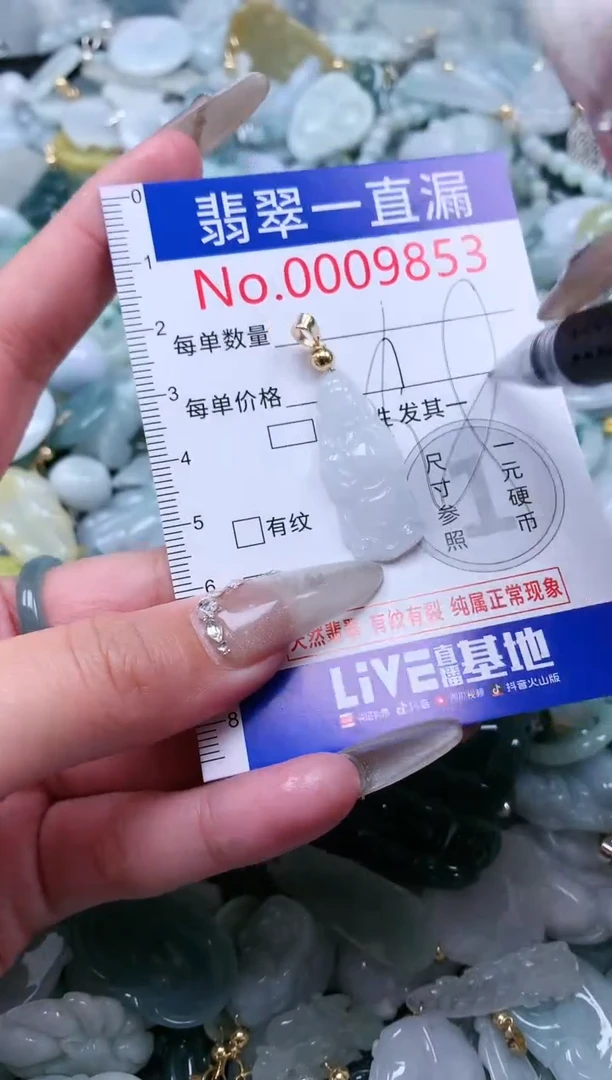 翡翠一直漏
No.0009853
0
1
2
3
4
5
6
8
每单数量
每单价格
生发其一
有纹
尺寸参照
一元硬币
1
天然翡翠 有纹有裂 纯属正常现象
LiVE直播基地
抖音 抖音火山版